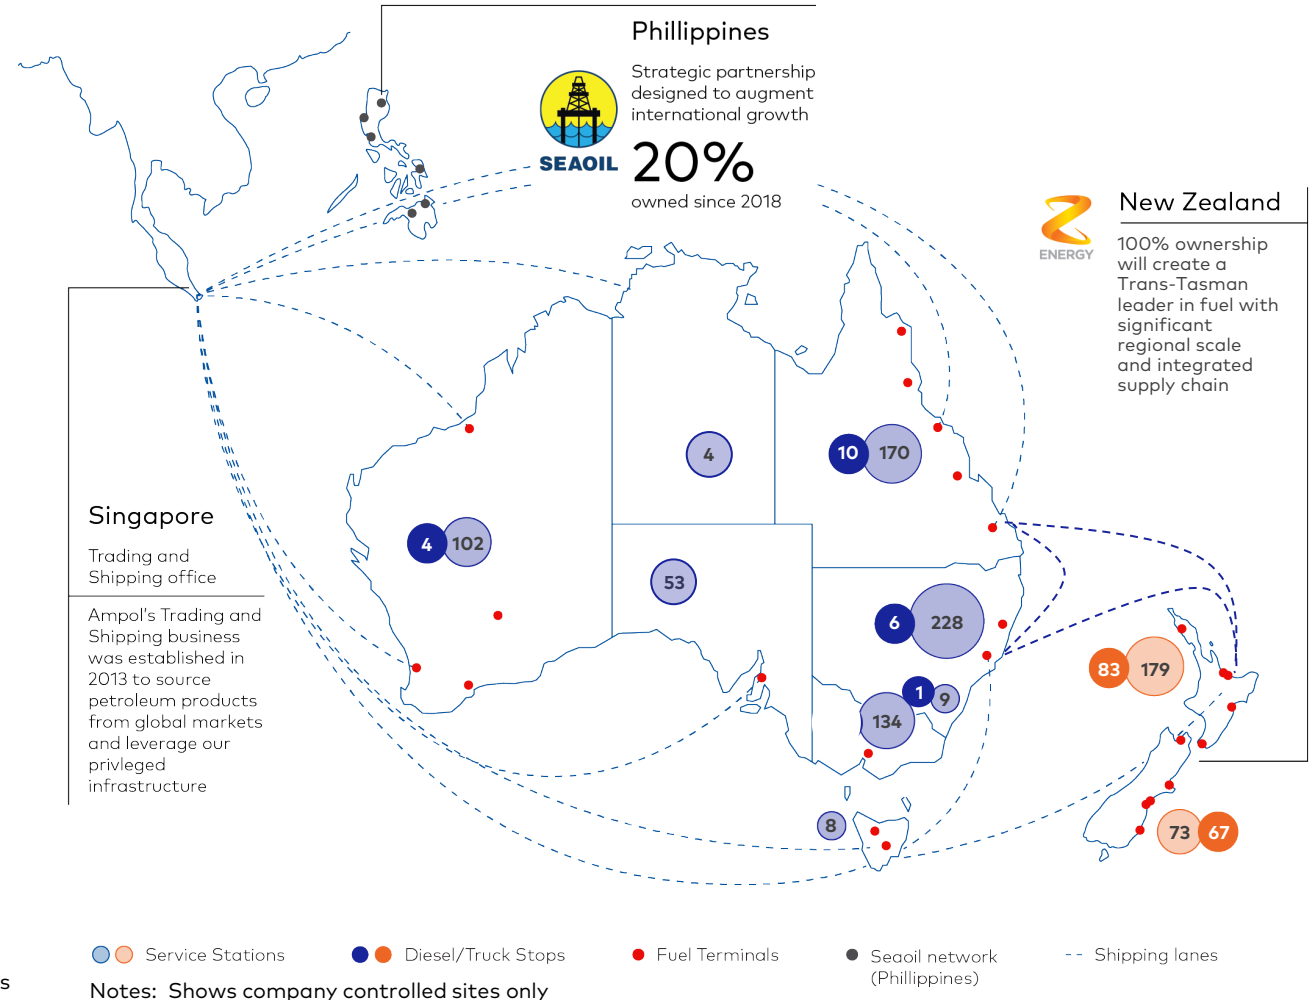 Phillippines
Strategic partnership
designed to augment
international growth
20%
owned since 2018
SEAOIL
New Zealand
ENERGY
100% ownership
will create a
Trans-Tasman
leader in fuel with
significant
regional scale
and integrated
supply chain
Singapore
Trading and
Shipping office
Ampol's Trading and
Shipping business
was established in
2013 to source
petroleum products
from global markets
and leverage our
privleged
infrastructure
4
10 170
4 102
53
6 228
1 9
134
8
83 179
73 67
Service Stations
Diesel/Truck Stops
Fuel Terminals
Seaoil network
(Phillippines)
Shipping lanes
s
Notes: Shows company controlled sites only